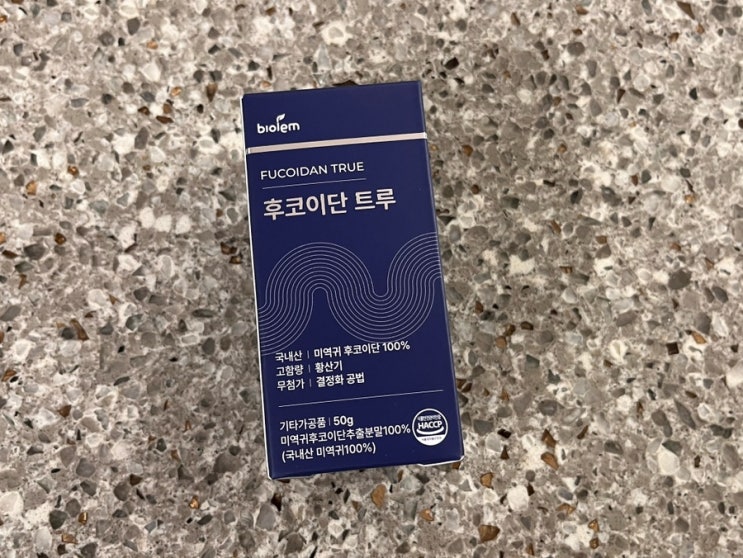 biolem
FUCOIDAN TRUE
후코이단 트루
국내산 | 미역귀 후코이단 100%
고함량 | 황산기
무첨가 | 결정화 공법
기타가공품 | 50g
미역귀후코이단추출분말100%
(국내산 미역귀100%)
HACCP